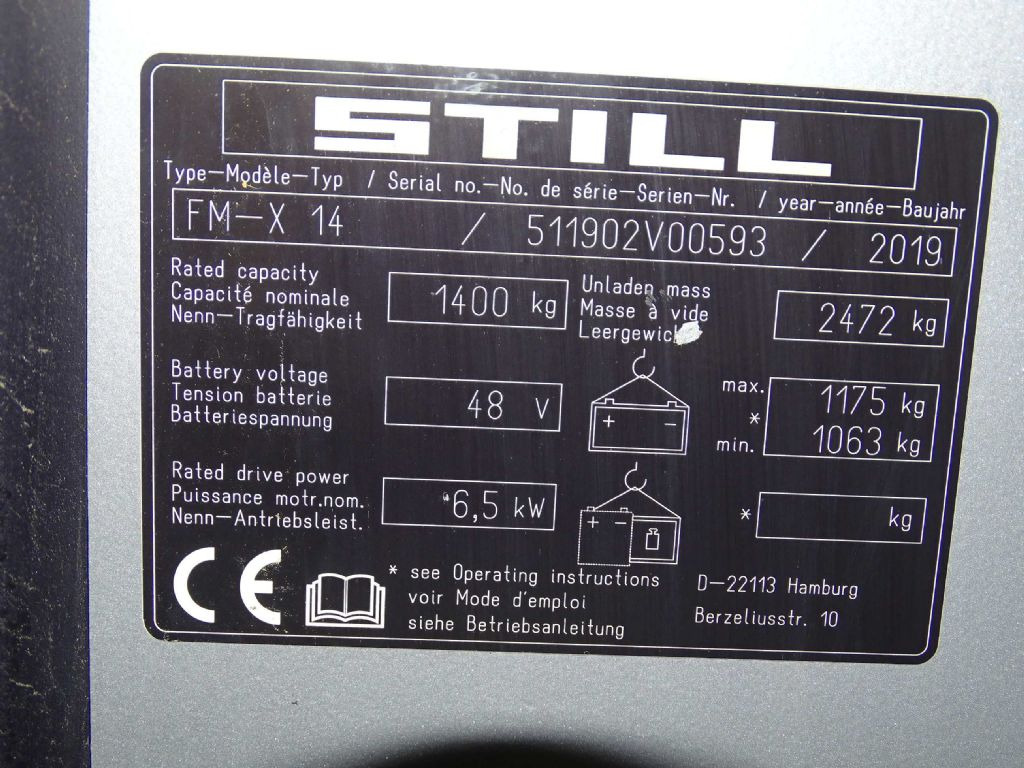 STILL
Type-Modèle-Typ / Serial no.-No. de série-Serien-Nr. / year-année-Baujahr
FM-X 14 / 511902V00593 / 2019
Rated capacity
Capacité nominale
Nenn-Tragfähigkeit
1400 kg
Unladen mass
Masse à vide
2472 kg
Battery voltage
Tension batterie
Batteriespannung
48 V
+ -
max. 1175 kg
*
min. 1063 kg
Rated drive power
Puissance motr.nom.
Nenn-Antriebsleist.
6,5 kW
+ -
* kg
CE
* see Operating instructions
voir Mode d'emploi
siehe Betriebsanleitung
D-22113 Hamburg
Berzeliusstr. 10